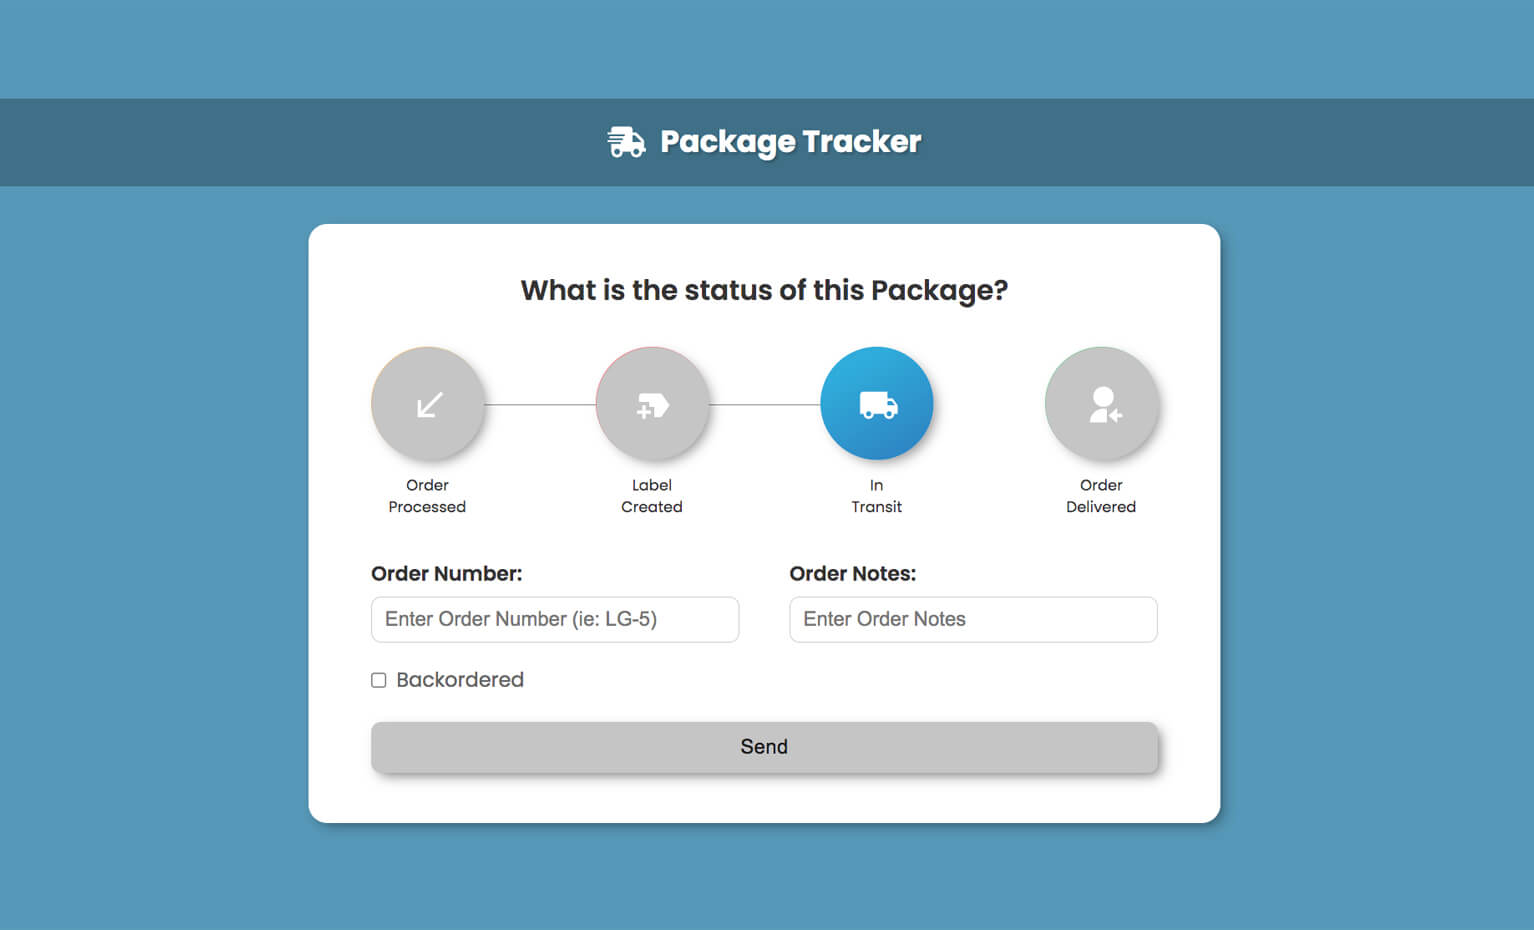 Package Tracker
What is the status of this Package?
Order
Processed
Label
Created
In
Transit
Order
Delivered
Order Number:
Enter Order Number (ie: LG-5)
Order Notes:
Enter Order Notes
Backordered
Send